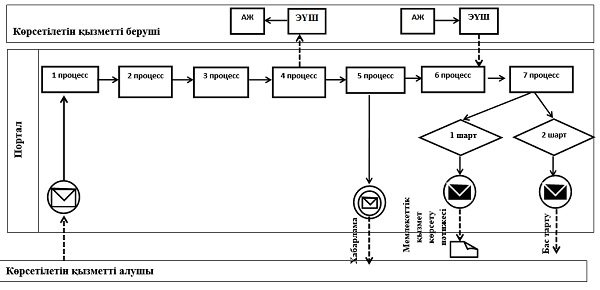 АЖ
ЭҮШ
АЖ
ЭҮШ
Көрсетілетін қызметті беруші
Портал
1 процесс
2 процесс
3 процесс
4 процесс
5 процесс
6 процесс
7 процесс
1 шарт
2 шарт
Хабарлама
Мемлекеттік
қызмет
көрсету
нәтижесі
Бас тарту
Көрсетілетін қызметті алушы